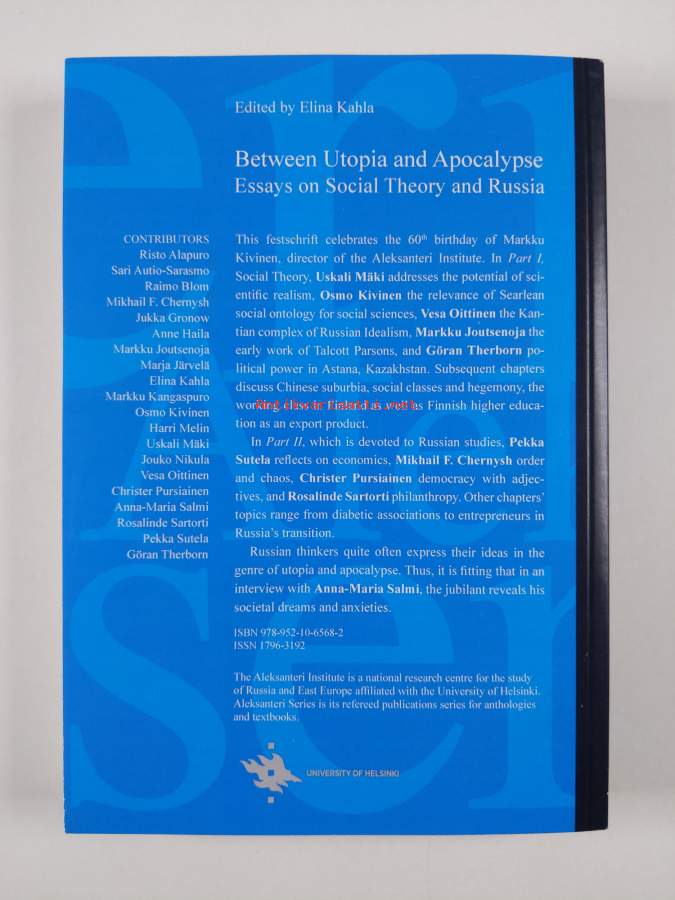 Edited by Elina Kahla
Between Utopia and Apocalypse
Essays on Social Theory and Russia
CONTRIBUTORS
Risto Alapuro
Sari Autio-Sarasmo
Raimo Blom
Mikhail F. Chernysh
Jukka Gronow
Anne Haila
Markku Joutsenoja
Marja Järvelä
Elina Kahla
Markku Kangaspuro
Osmo Kivinen
Harri Melin
Uskali Mäki
Jouko Nikula
Vesa Oittinen
Christer Pursiainen
Anna-Maria Salmi
Rosalinde Sartorti
Pekka Sutela
Göran Therborn
This festschrift celebrates the 60th birthday of Markku
Kivinen, director of the Aleksanteri Institute. In Part I,
Social Theory, Uskali Mäki addresses the potential of sci-
entific realism, Osmo Kivinen the relevance of Searlean
social ontology for social sciences, Vesa Oittinen the Kan-
tian complex of Russian Idealism, Markku Joutsenoja the
early work of Talcott Parsons, and Göran Therborn po-
litical power in Astana, Kazakhstan. Subsequent chapters
discuss Chinese suburbia, social classes and hegemony, the
working class in Finland as well as Finnish higher educa-
tion as an export product.
In Part II, which is devoted to Russian studies, Pekka
Sutela reflects on economics, Mikhail F. Chernysh order
and chaos, Christer Pursiainen democracy with adjec-
tives, and Rosalinde Sartorti philanthropy. Other chapters'
topics range from diabetic associations to entrepreneurs in
Russia's transition.
Russian thinkers quite often express their ideas in the
genre of utopia and apocalypse. Thus, it is fitting that in an
interview with Anna-Maria Salmi, the jubilant reveals his
societal dreams and anxieties.
ISBN 978-952-10-6568-2
ISSN 1796-3192
The Aleksanteri Institute is a national research centre for the study
of Russia and East Europe affiliated with the University of Helsinki.
Aleksanteri Series is its refereed publications series for anthologies
and textbooks.
UNIVERSITY OF HELSINKI